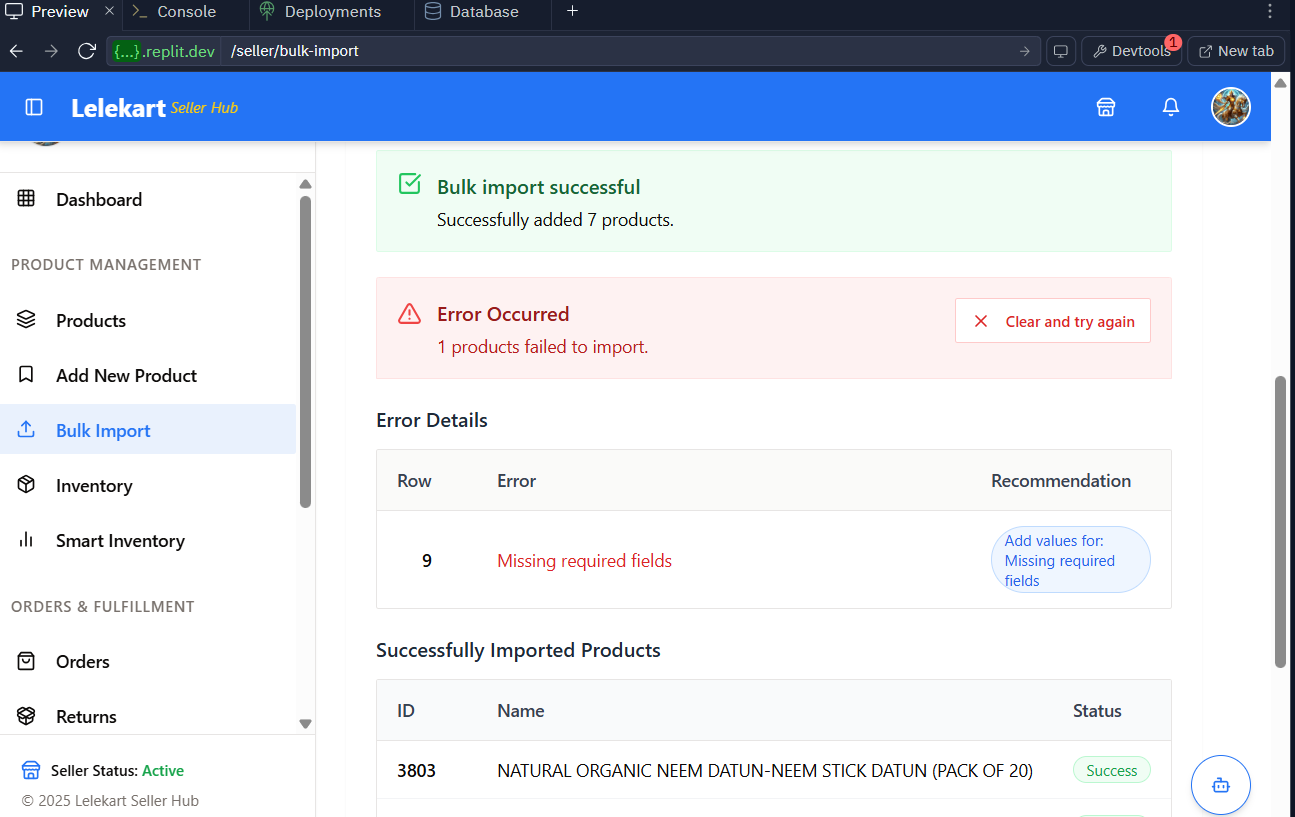 Preview
Console
Deployments
Database
{...}.replit.dev /seller/bulk-import
Devtools 1
New tab
Lelekart Seller Hub
Dashboard
PRODUCT MANAGEMENT
Products
Add New Product
Bulk Import
Inventory
Smart Inventory
ORDERS & FULFILLMENT
Orders
Returns
Seller Status: Active
© 2025 Lelekart Seller Hub
Bulk import successful
Successfully added 7 products.
Error Occurred
1 products failed to import.
Clear and try again
Error Details
Row Error Recommendation
9 Missing required fields
Add values for:
Missing required
fields
Successfully Imported Products
ID Name Status
3803 NATURAL ORGANIC NEEM DATUN-NEEM STICK DATUN (PACK OF 20) Success